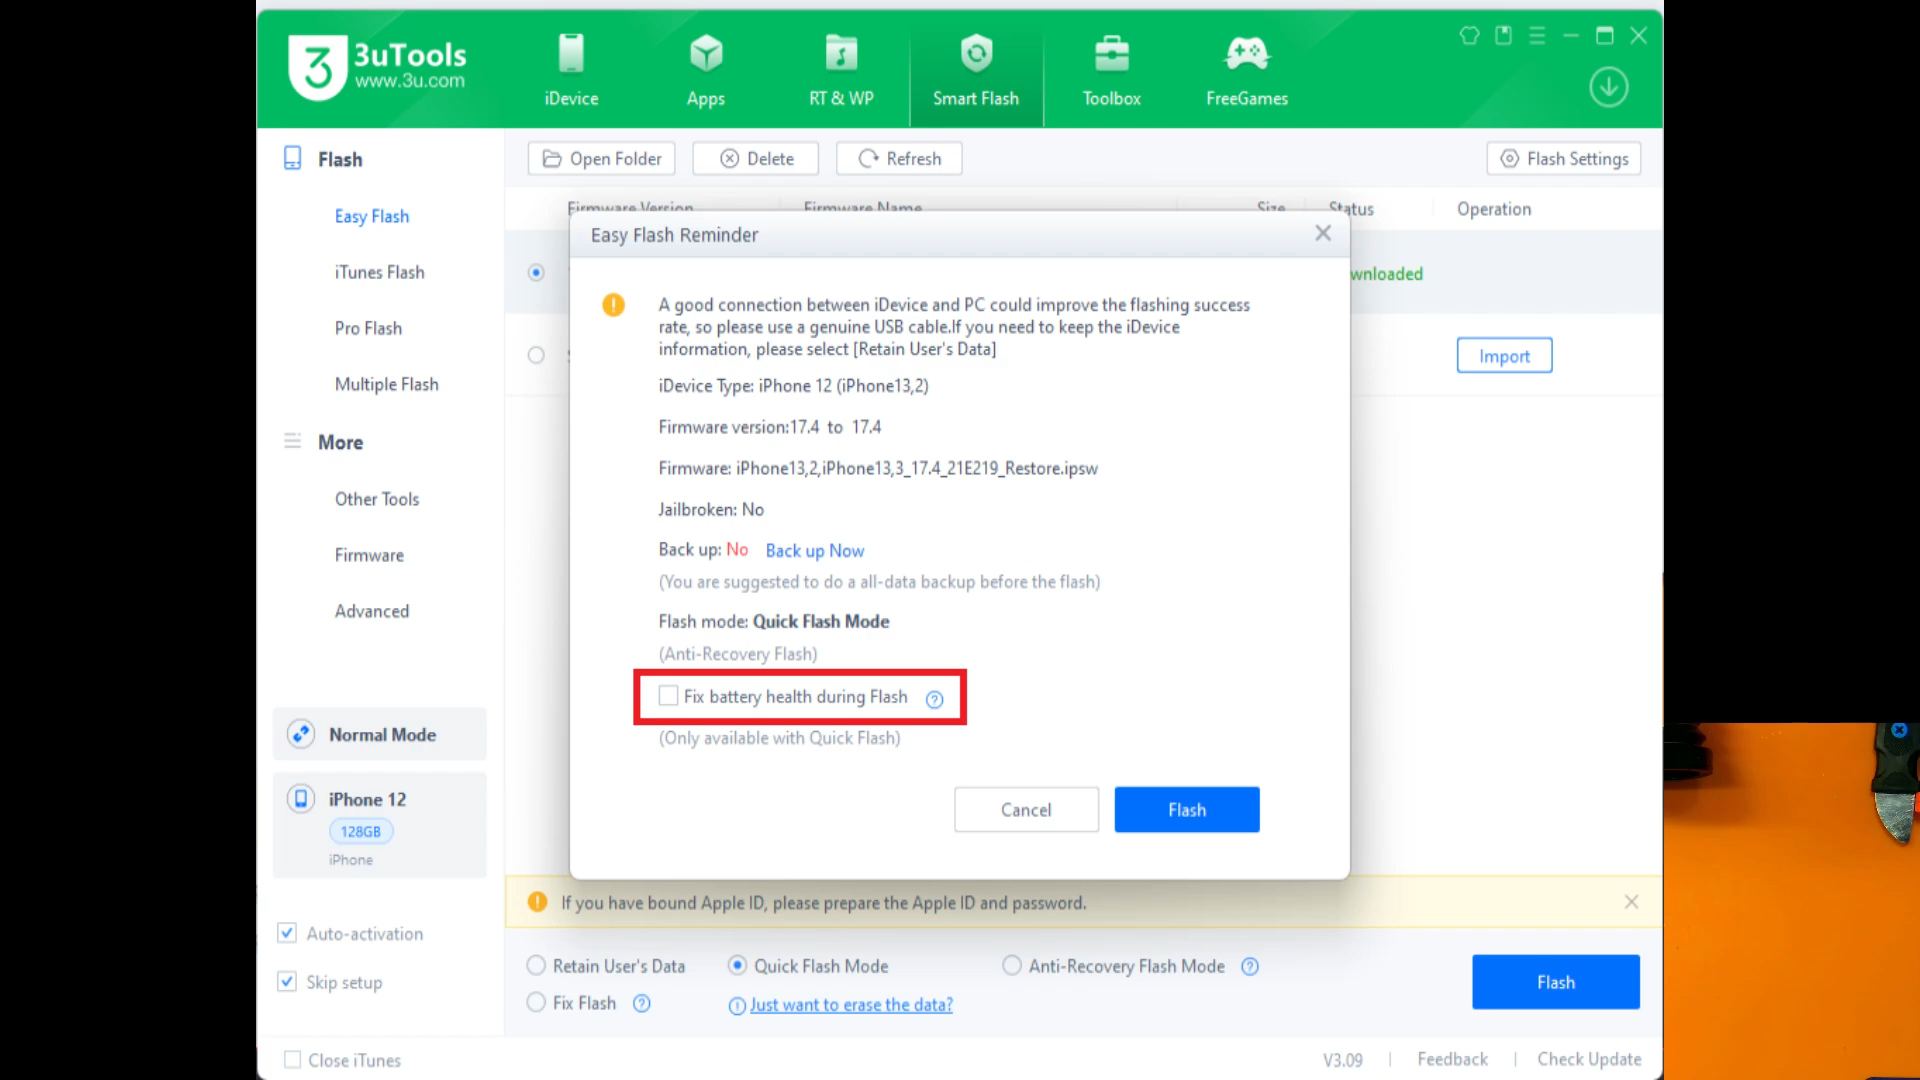 3uTools
www.3u.com
iDevice
Apps
RT & WP
Smart Flash
Toolbox
FreeGames
Flash
Easy Flash
iTunes Flash
Pro Flash
Multiple Flash
More
Other Tools
Firmware
Advanced
Normal Mode
iPhone 12
128GB
iPhone
Auto-activation
Skip setup
Close iTunes
Open Folder
Delete
Refresh
Flash Settings
Firmware Version
Firmware Name
Size
Status
Operation
wnloaded
Import
Easy Flash Reminder
A good connection between iDevice and PC could improve the flashing success
rate, so please use a genuine USB cable.If you need to keep the iDevice
information, please select [Retain User's Data]
iDevice Type: iPhone 12 (iPhone13,2)
Firmware version:17.4 to 17.4
Firmware: iPhone13,2,iPhone13,3_17.4_21E219_Restore.ipsw
Jailbroken: No
Back up: No Back up Now
(You are suggested to do a all-data backup before the flash)
Flash mode: Quick Flash Mode
(Anti-Recovery Flash)
Fix battery health during Flash
(Only available with Quick Flash)
Cancel
Flash
If you have bound Apple ID, please prepare the Apple ID and password.
Retain User's Data
Quick Flash Mode
Anti-Recovery Flash Mode
Fix Flash
Just want to erase the data?
Flash
V3.09
Feedback
Check Update